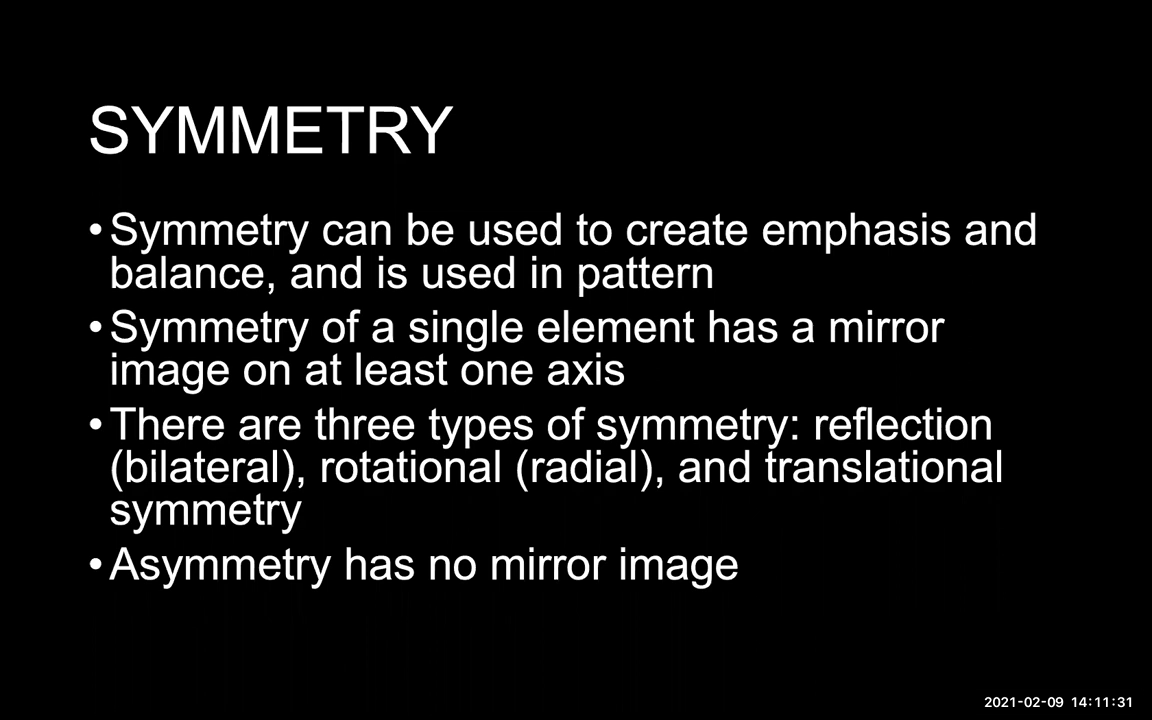 SYMMETRY
• Symmetry can be used to create emphasis and
balance, and is used in pattern
• Symmetry of a single element has a mirror
image on at least one axis
• There are three types of symmetry: reflection
(bilateral), rotational (radial), and translational
symmetry
• Asymmetry has no mirror image
2021-02-09 14:11:31